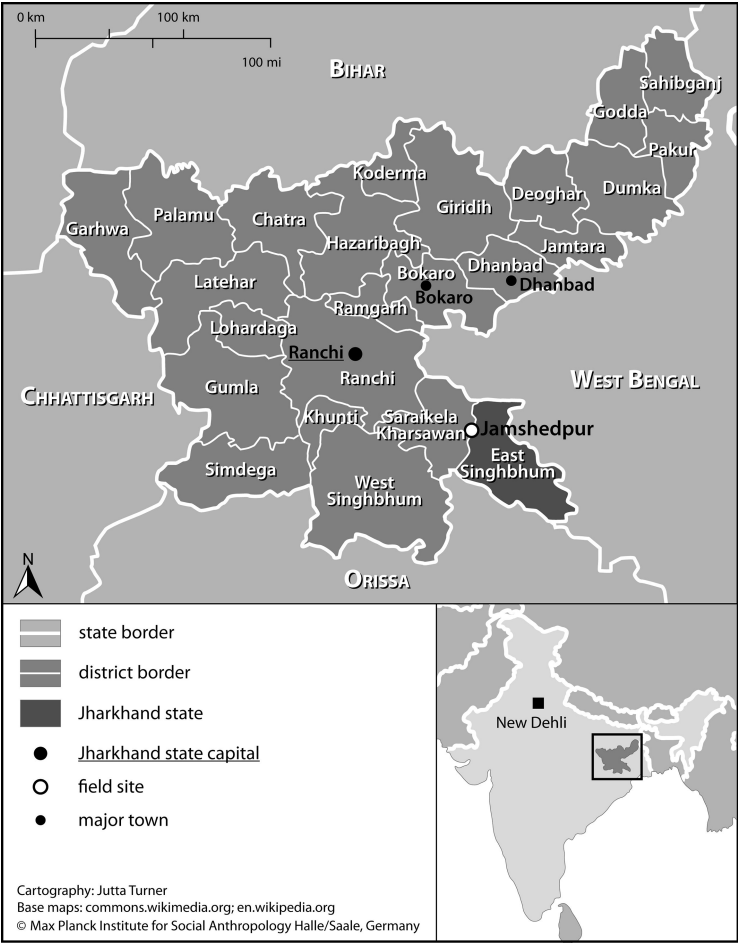 0 km 100 km
100 mi
BIHAR
Sahibganj
Godda
Pakur
Koderma
Deoghar
Dumka
Palamu
Chatra
Giridih
Garhwa
Hazaribagh
Jamtara
Dhanbad
Bokaro
Latehar
Dhanbad
Bokaro
Ramgarh
Lohardaga
Ranchi
Ranchi
WEST BENGAL
Gumla
CHHATTISGARH
Khunti
Saraikela
Kharsawan
Jamshedpur
East
Singhbhum
Simdega
West
Singhbhum
N
ORISSA
state border
district border
Jharkhand state
Jharkhand state capital
field site
major town
New Dehli
Cartography: Jutta Turner
Base maps: commons.wikimedia.org; en.wikipedia.org
© Max Planck Institute for Social Anthropology Halle/Saale, Germany